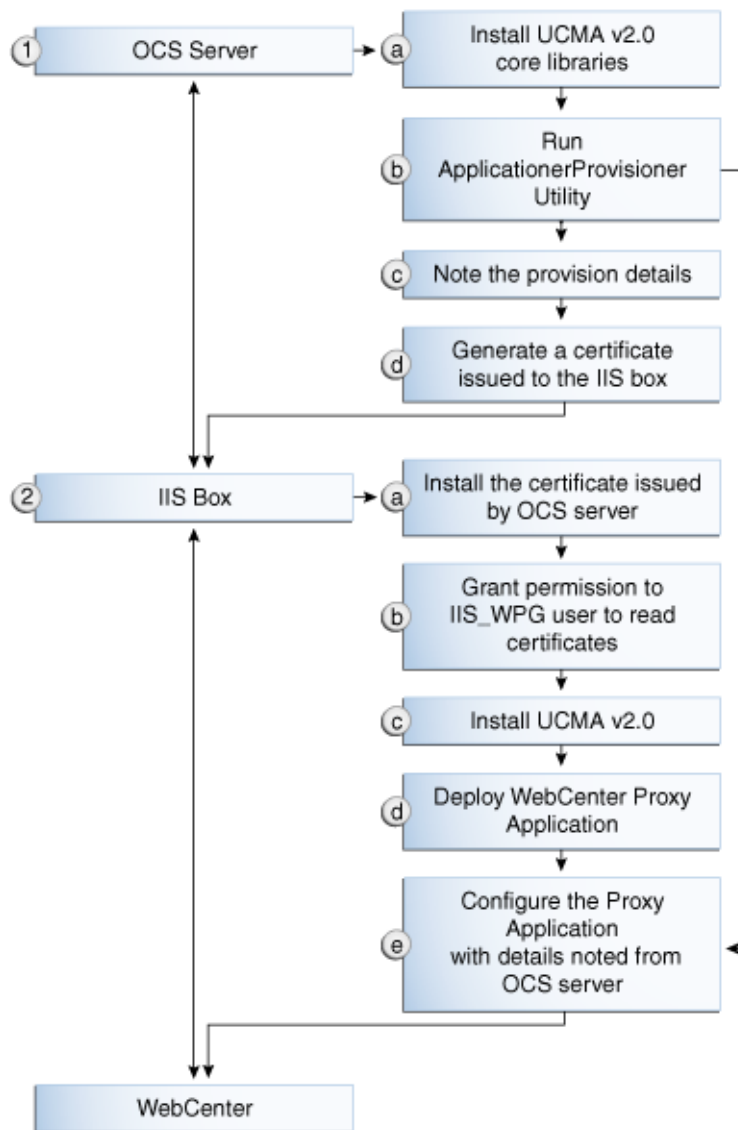 1
OCS Server
a
Install UCMA v2.0
core libraries
b
Run
ApplicationerProvisioner
Utility
c
Note the provision details
d
Generate a certificate
issued to the IIS box
2
IIS Box
a
Install the certificate issued
by OCS server
b
Grant permission to
IIS_WPG user to read
certificates
c
Install UCMA v2.0
d
Deploy WebCenter Proxy
Application
e
Configure the Proxy
Application
with details noted from
OCS server
WebCenter